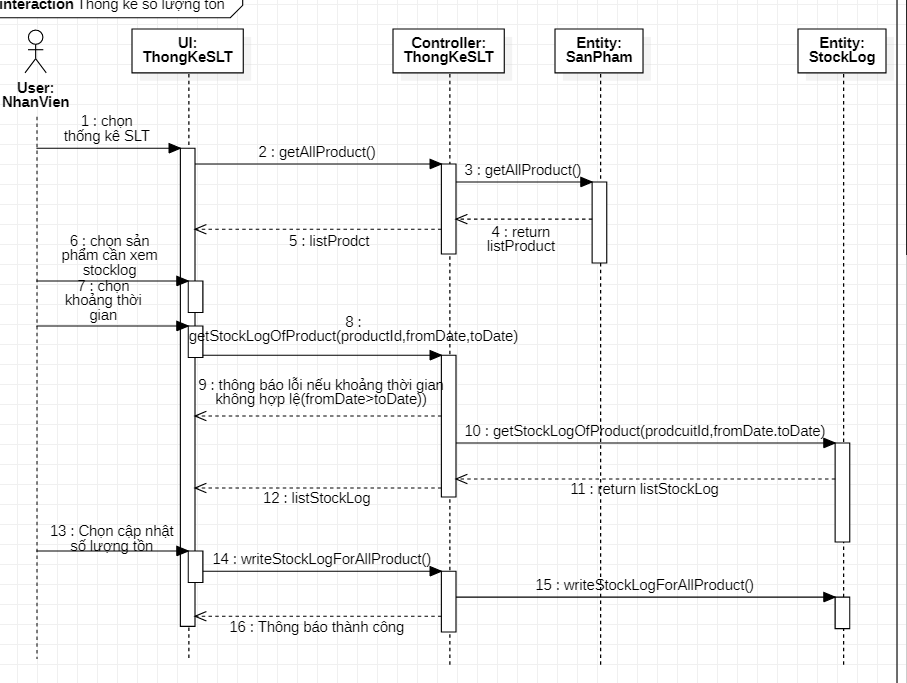 interaction Thống kê số lượng tồn
User:
NhanVien
UI:
ThongKeSLT
Controller:
ThongKeSLT
Entity:
SanPham
Entity:
StockLog
1 : chọn
thống kê SLT
2 : getAllProduct()
3 : getAllProduct()
4 : return
listProduct
5 : listProdct
6 : chọn sản
phẩm cần xem
stocklog
7 : chọn
khoảng thời
gian
8 :
getStockLogOfProduct(productId,fromDate,toDate)
9 : thông báo lỗi nếu khoảng thời gian
không hợp lệ(fromDate>toDate))
10 : getStockLogOfProduct(prodcuitId,fromDate.toDate)
11 : return listStockLog
12 : listStockLog
13 : Chọn cập nhật
số lượng tồn
14 : writeStockLogForAllProduct()
15 : writeStockLogForAllProduct()
16 : Thông báo thành công